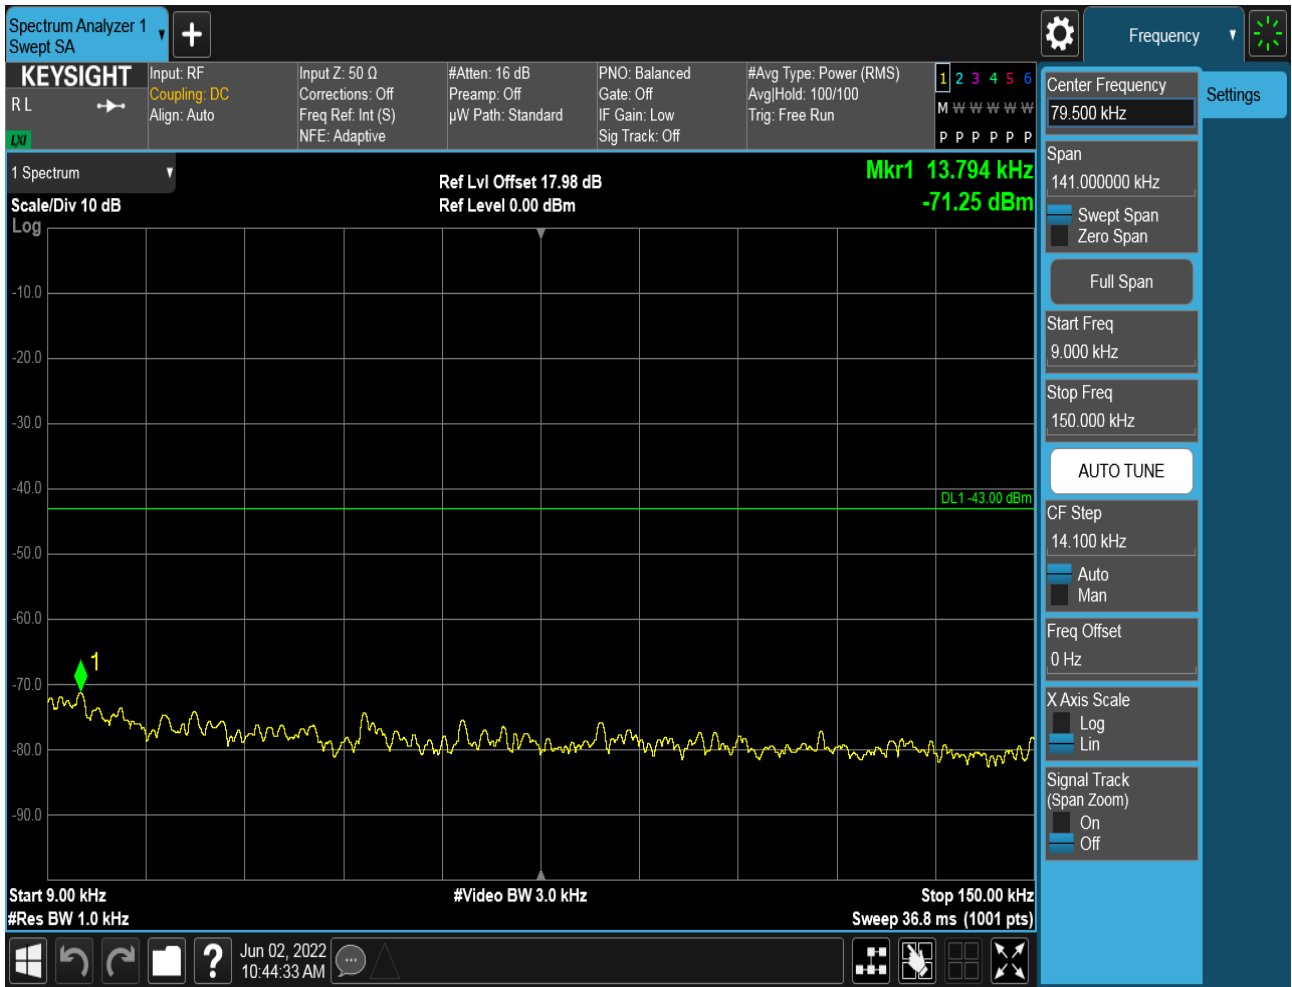 Spectrum Analyzer 1
Swept SA
Frequency
KEYSIGHT
R L
LXI
Input: RF
Coupling: DC
Align: Auto
Input Z: 50 Ω
Corrections: Off
Freq Ref: Int (S)
NFE: Adaptive
#Atten: 16 dB
Preamp: Off
µW Path: Standard
PNO: Balanced
Gate: Off
IF Gain: Low
Sig Track: Off
#Avg Type: Power (RMS)
Avg|Hold: 100/100
Trig: Free Run
1 2 3 4 5 6
M W W W W W
P P P P P P
1 Spectrum
Scale/Div 10 dB
Log
Ref Lvl Offset 17.98 dB
Ref Level 0.00 dBm
Mkr1 13.794 kHz
-71.25 dBm
-10.0
-20.0
-30.0
-40.0
DL1 -43.00 dBm
-50.0
-60.0
1
-70.0
-80.0
-90.0
Start 9.00 kHz
#Video BW 3.0 kHz
Stop 150.00 kHz
#Res BW 1.0 kHz
Sweep 36.8 ms (1001 pts)
Jun 02, 2022
10:44:33 AM
Center Frequency
79.500 kHz
Settings
Span
141.000000 kHz
Swept Span
Zero Span
Full Span
Start Freq
9.000 kHz
Stop Freq
150.000 kHz
AUTO TUNE
CF Step
14.100 kHz
Auto
Man
Freq Offset
0 Hz
X Axis Scale
Log
Lin
Signal Track
(Span Zoom)
On
Off